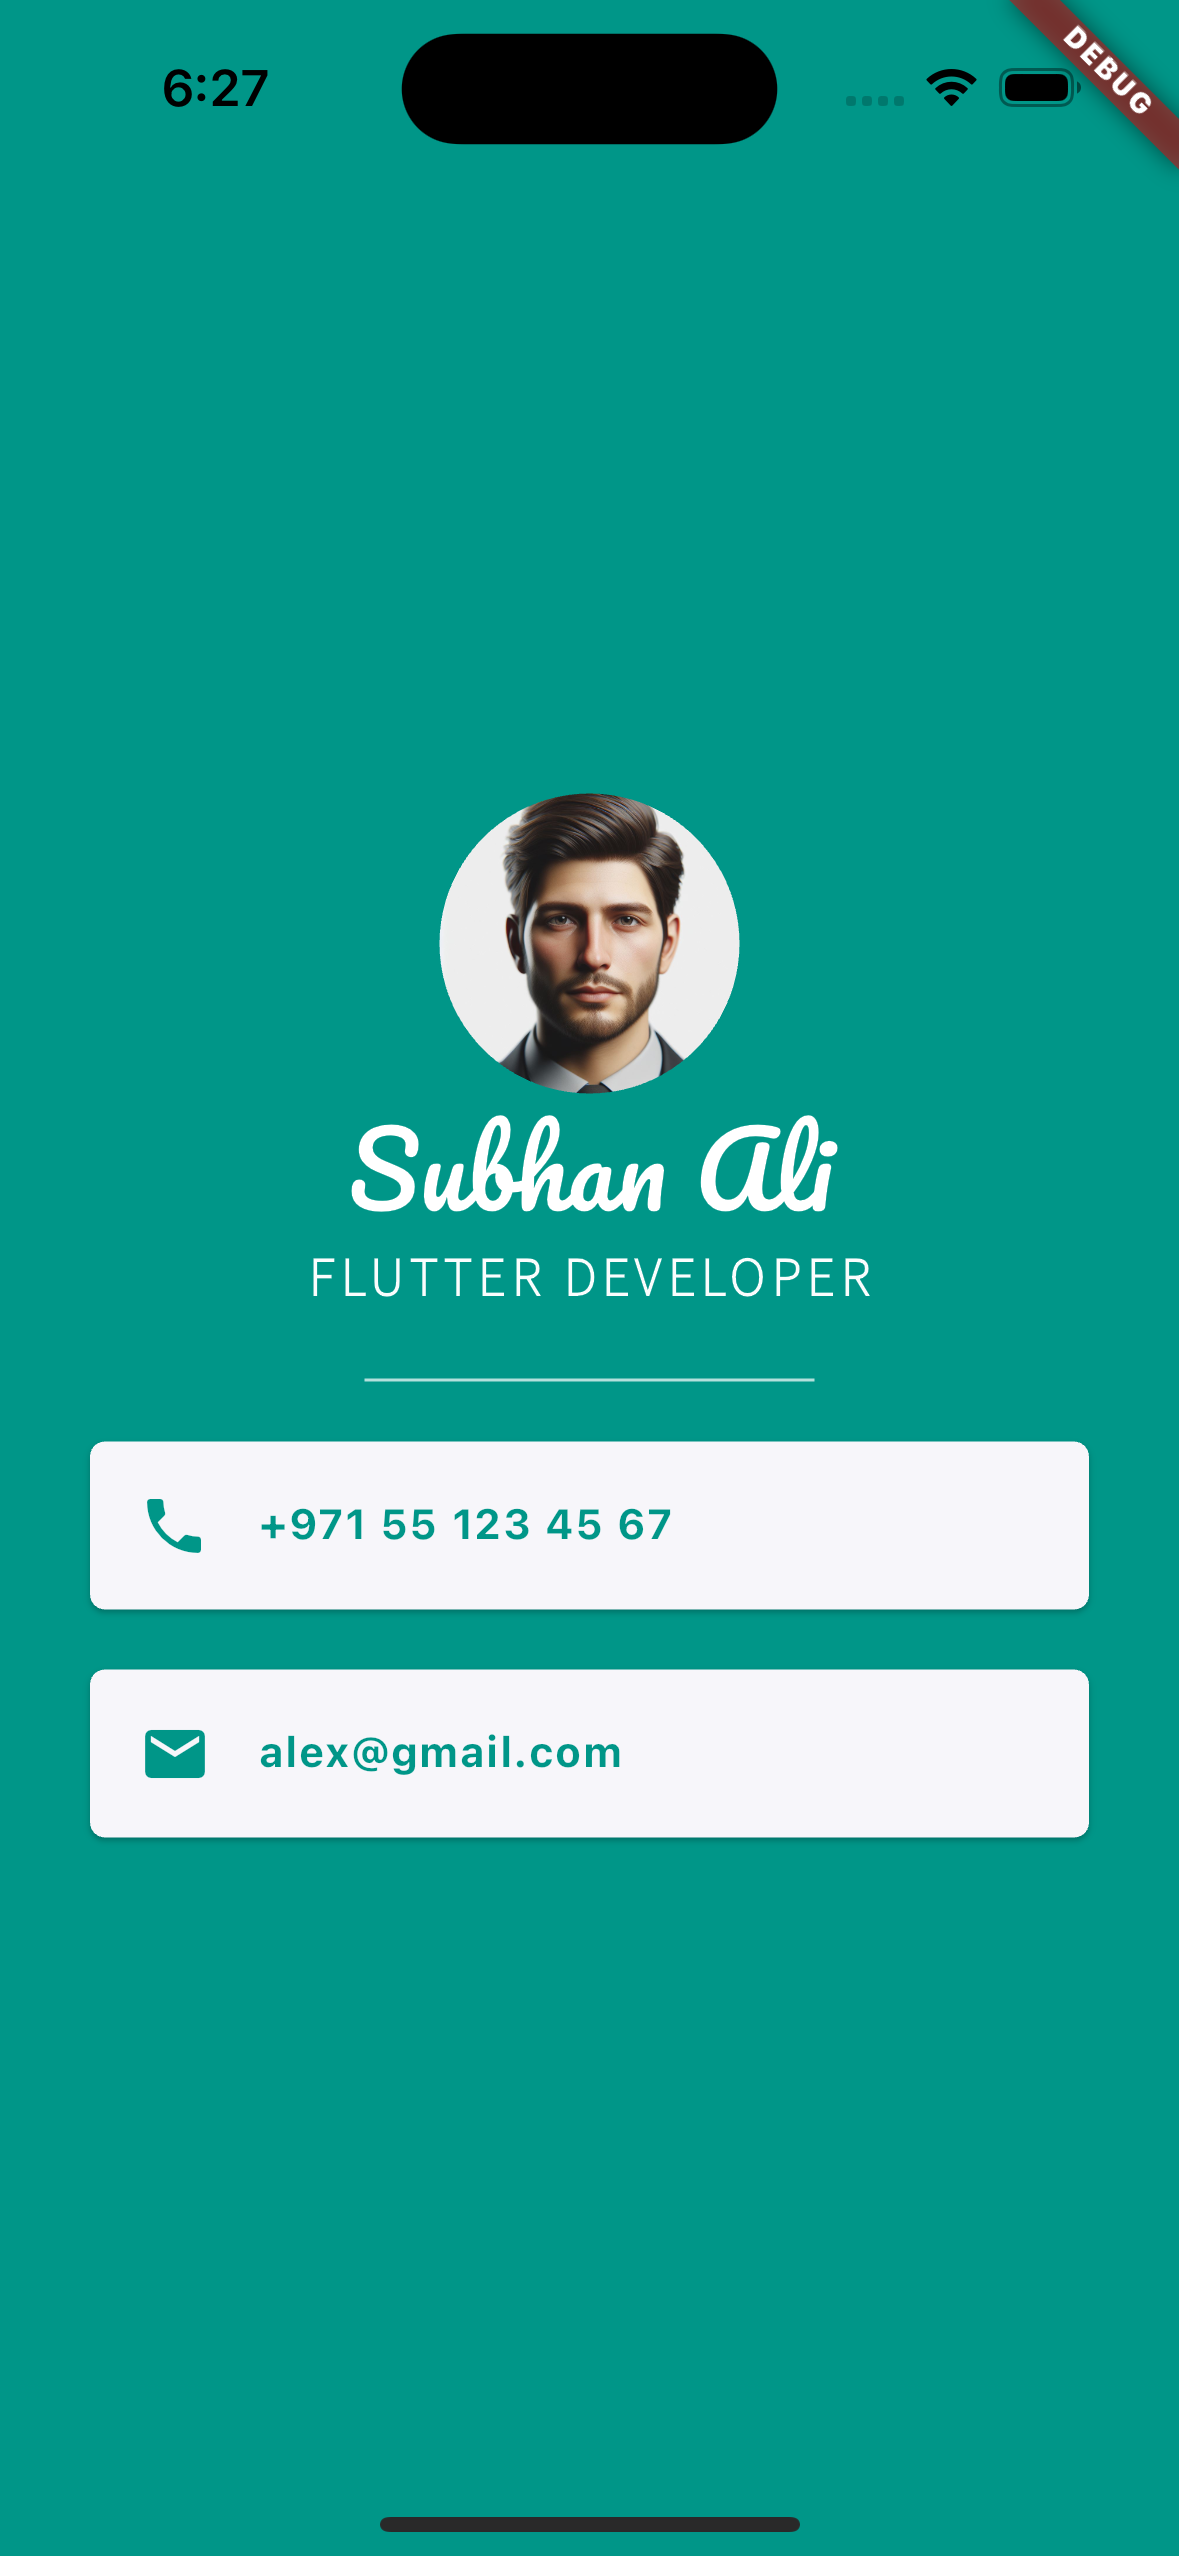 6:27
DEBUG
Subhan Ali
FLUTTER DEVELOPER
+971 55 123 45 67
alex@gmail.com